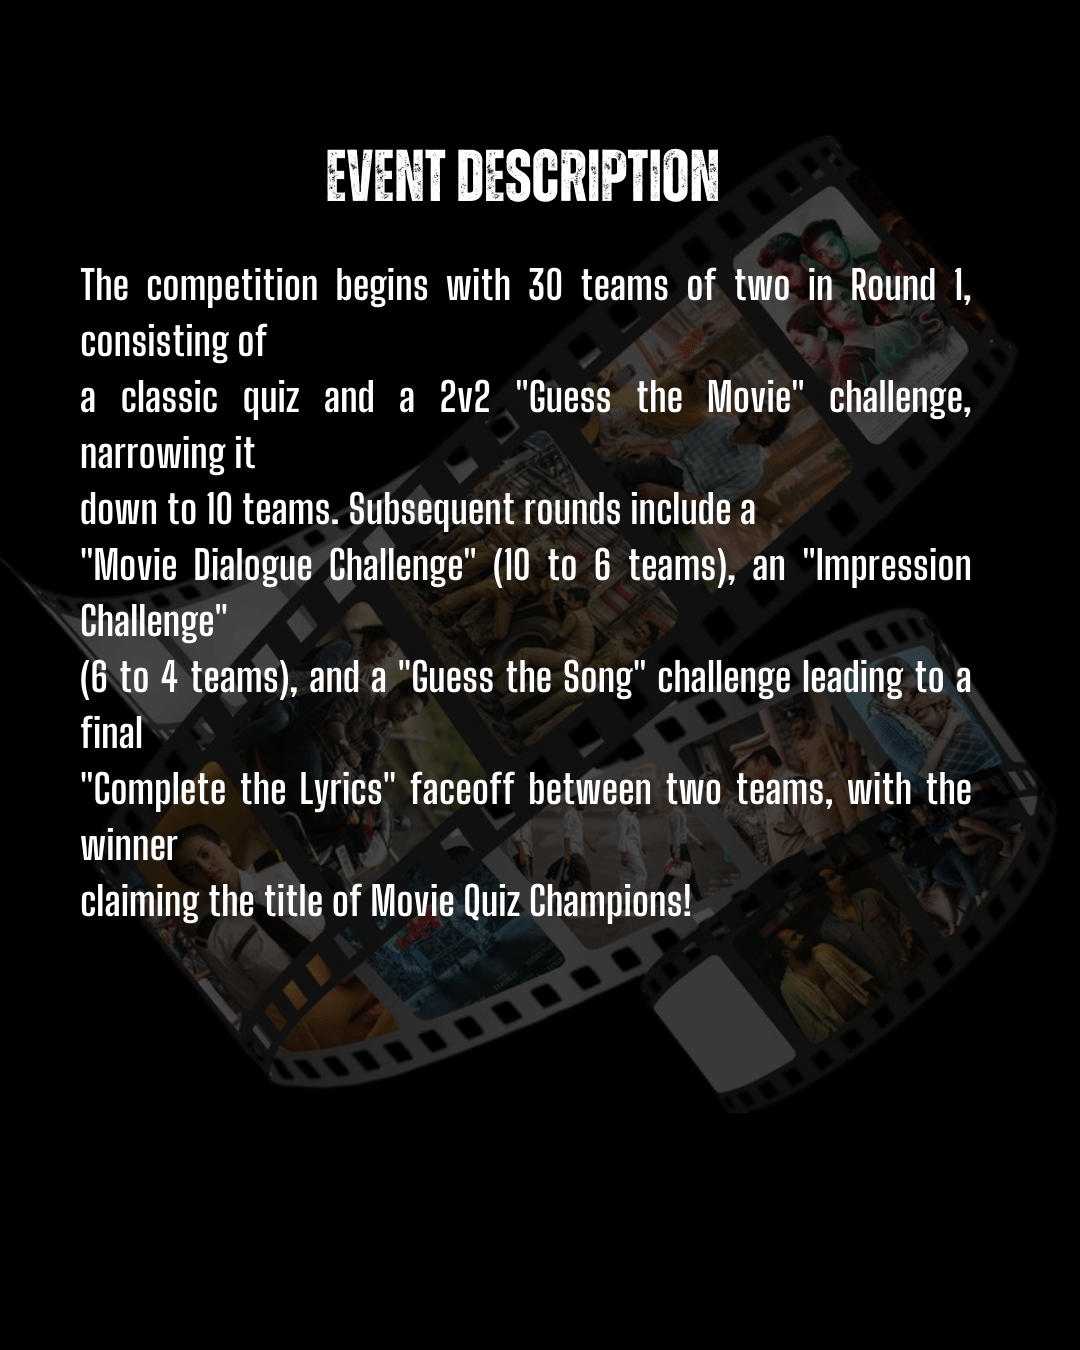 EVENT DESCRIPTION
The competition begins with 30 teams of two in Round 1,
consisting of
a classic quiz and a 2v2 "Guess the Movie" challenge,
narrowing it
down to 10 teams. Subsequent rounds include a
"Movie Dialogue Challenge" (10 to 6 teams), an "Impression
Challenge"
(6 to 4 teams), and a "Guess the Song" challenge leading to a
final
"Complete the Lyrics" faceoff between two teams, with the
winner
claiming the title of Movie Quiz Champions!